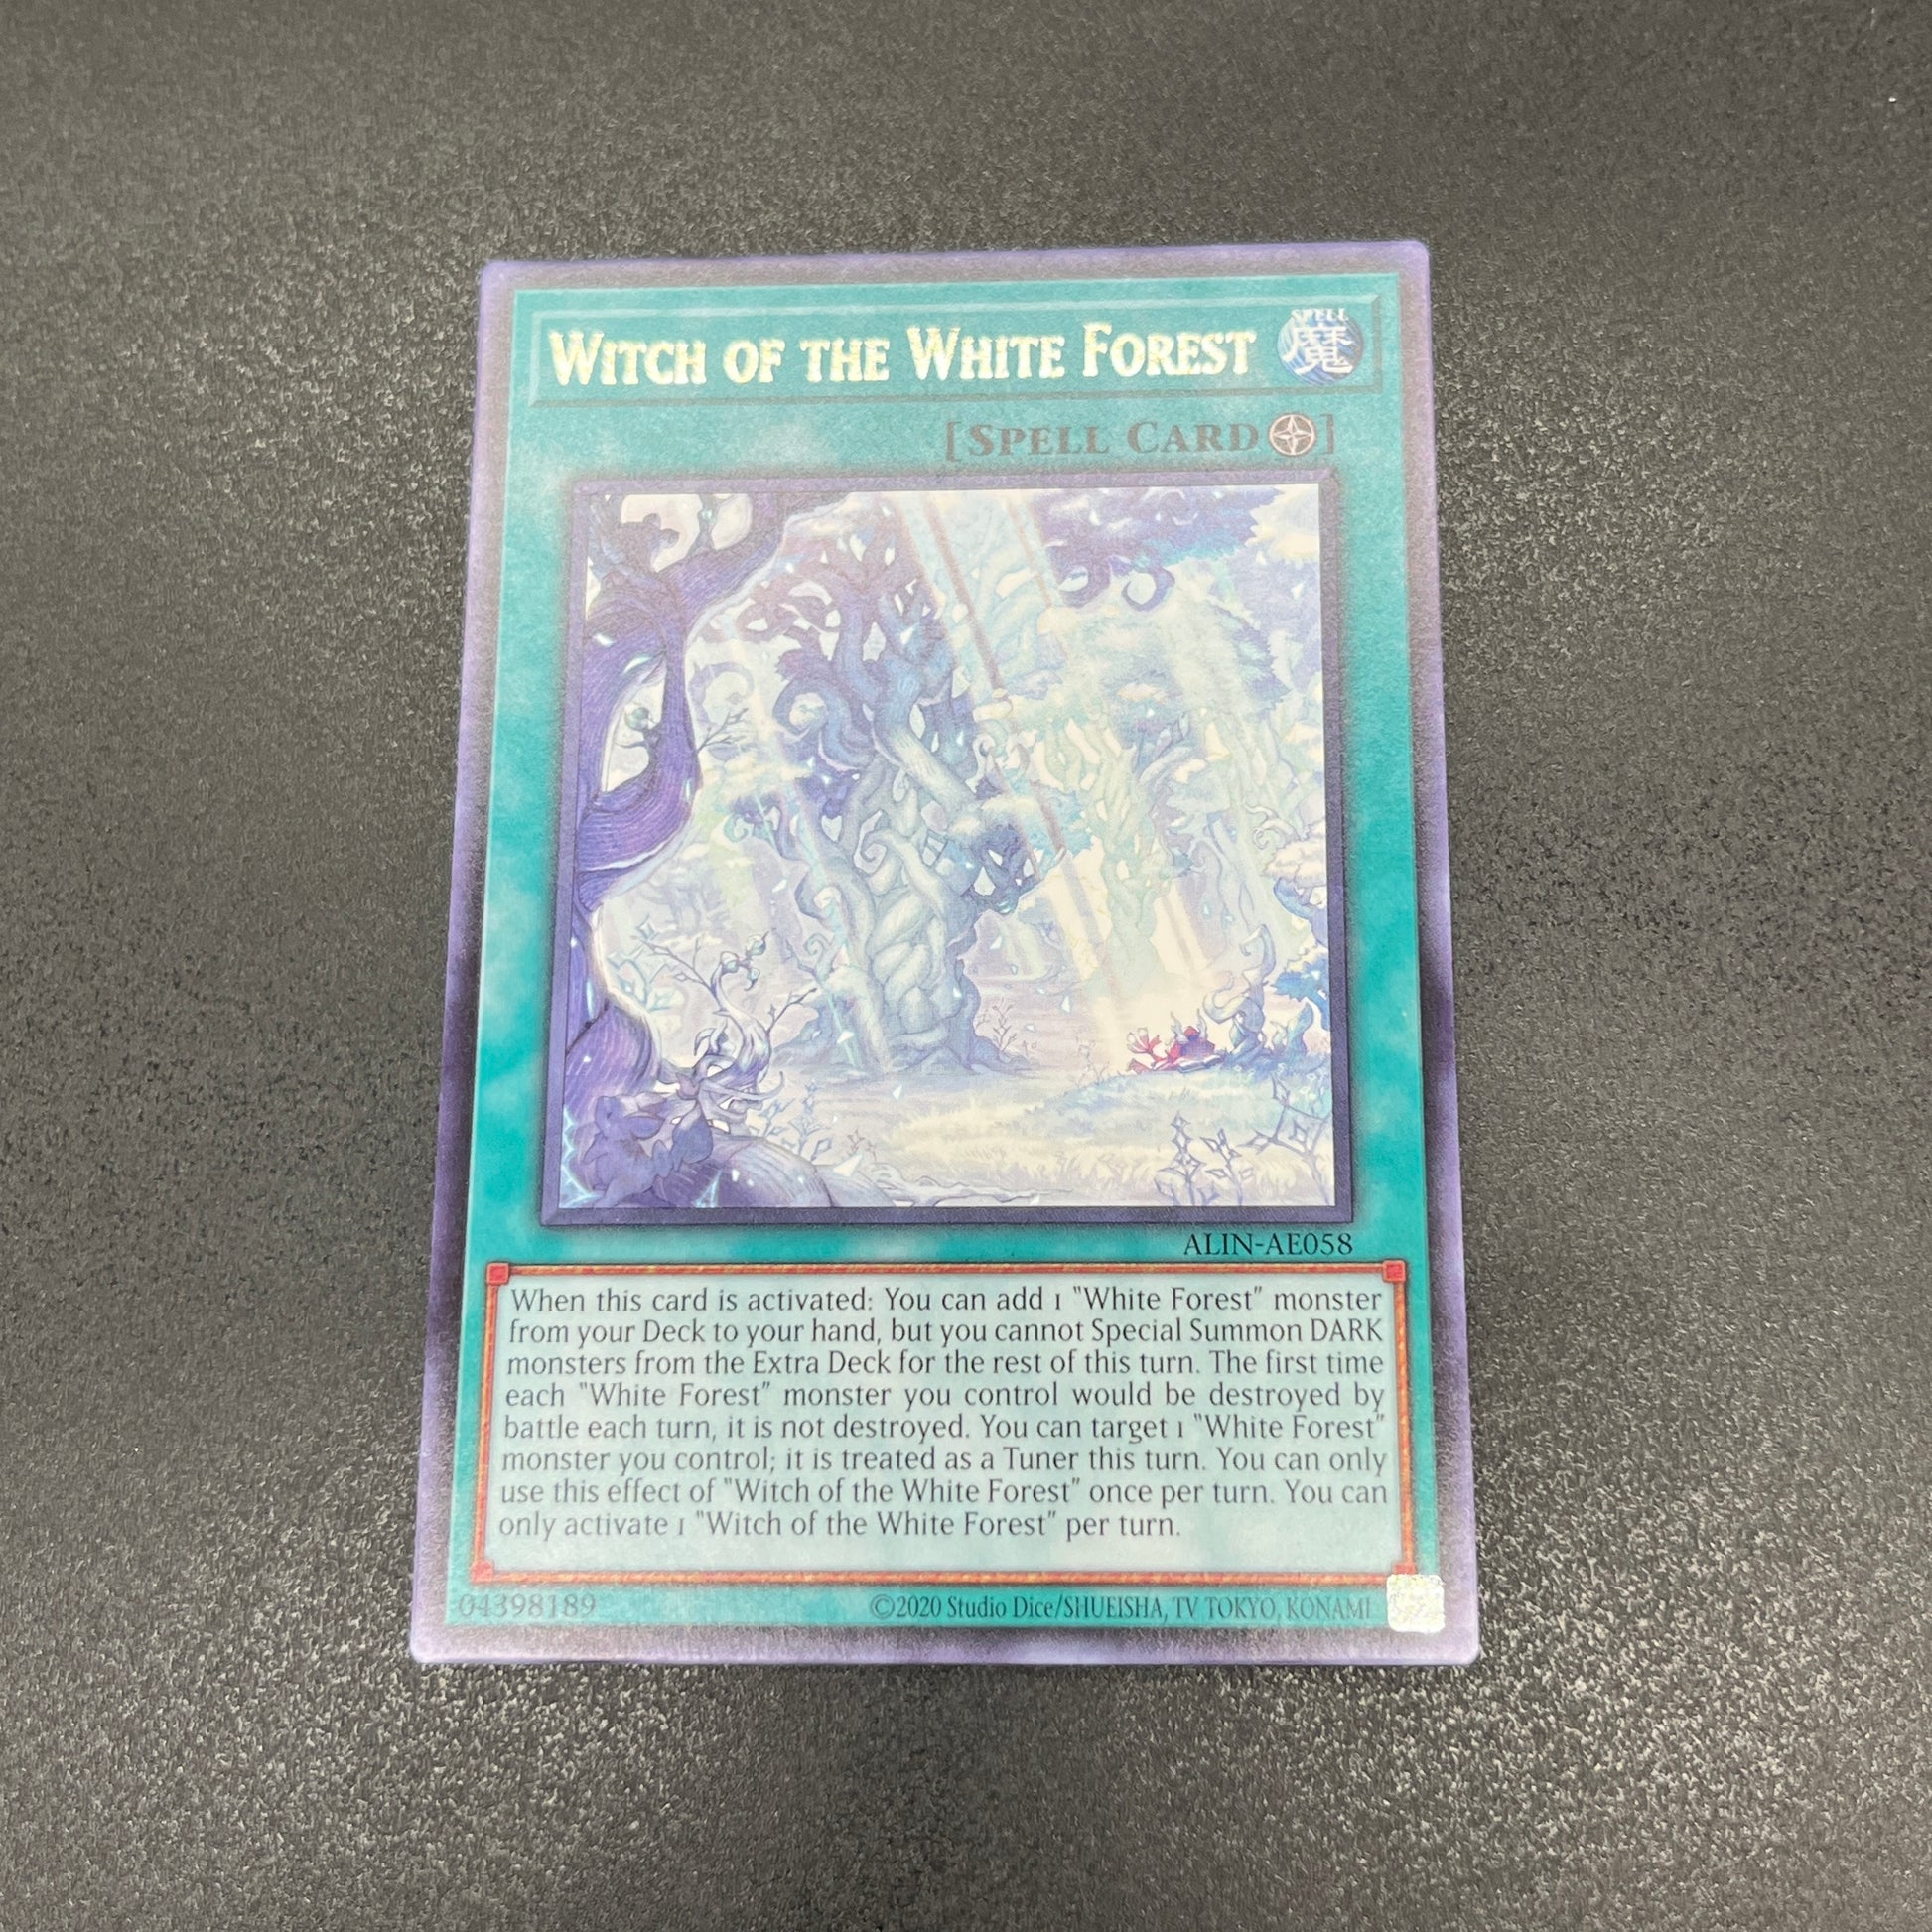 WITCH OF THE WHITE FOREST
SPELL
魔
[SPELL CARD]
ALIN-AE058
When this card is activated: You can add 1 "White Forest" monster
from your Deck to your hand, but you cannot Special Summon DARK
monsters from the Extra Deck for the rest of this turn. The first time
each "White Forest" monster you control would be destroyed by
battle each turn, it is not destroyed. You can target 1 "White Forest"
monster you control; it is treated as a Tuner this turn. You can only
use this effect of "Witch of the White Forest" once per turn. You can
only activate 1 "Witch of the White Forest" per turn.
04398189
©2020 Studio Dice/SHUEISHA, TV TOKYO, KONAMI